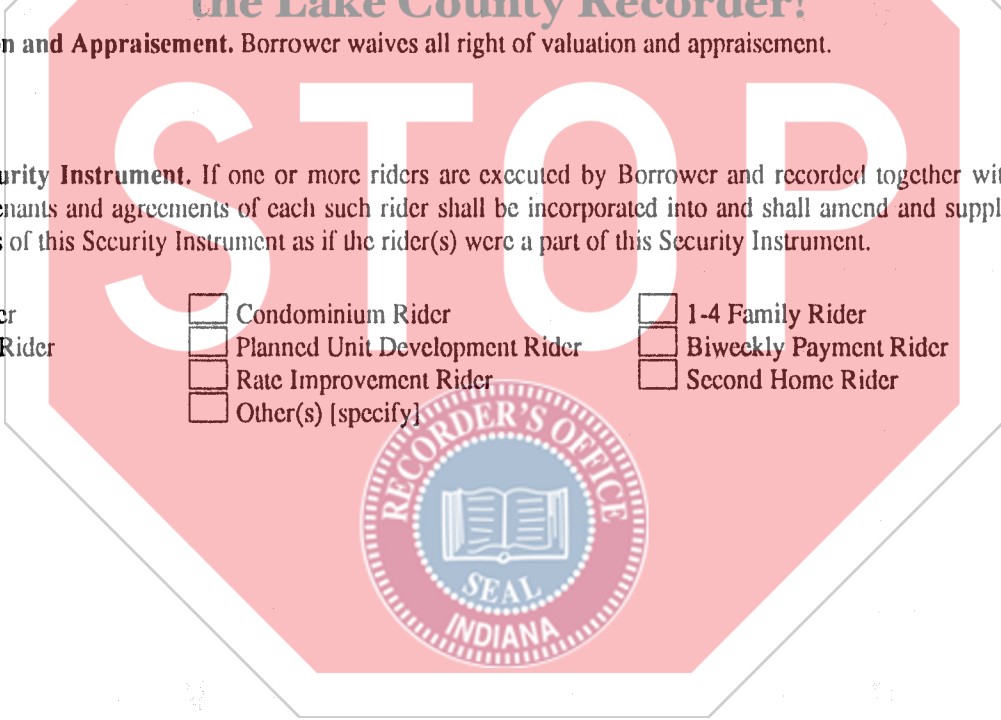 the Lake County Recorder!
n and Appraisement. Borrower waives all right of valuation and appraisement.
STOP
urity Instrument. If one or more riders are executed by Borrower and recorded together wit
enants and agreements of each such rider shall be incorporated into and shall amend and suppl
s of this Security Instrument as if the rider(s) were a part of this Security Instrument.
er Condominium Rider 1-4 Family Rider
Rider Planned Unit Development Rider Biweekly Payment Rider
Rate Improvement Rider Second Home Rider
Other(s) [specify]
RECORDER'S OFFICE
SEAL
INDIANA